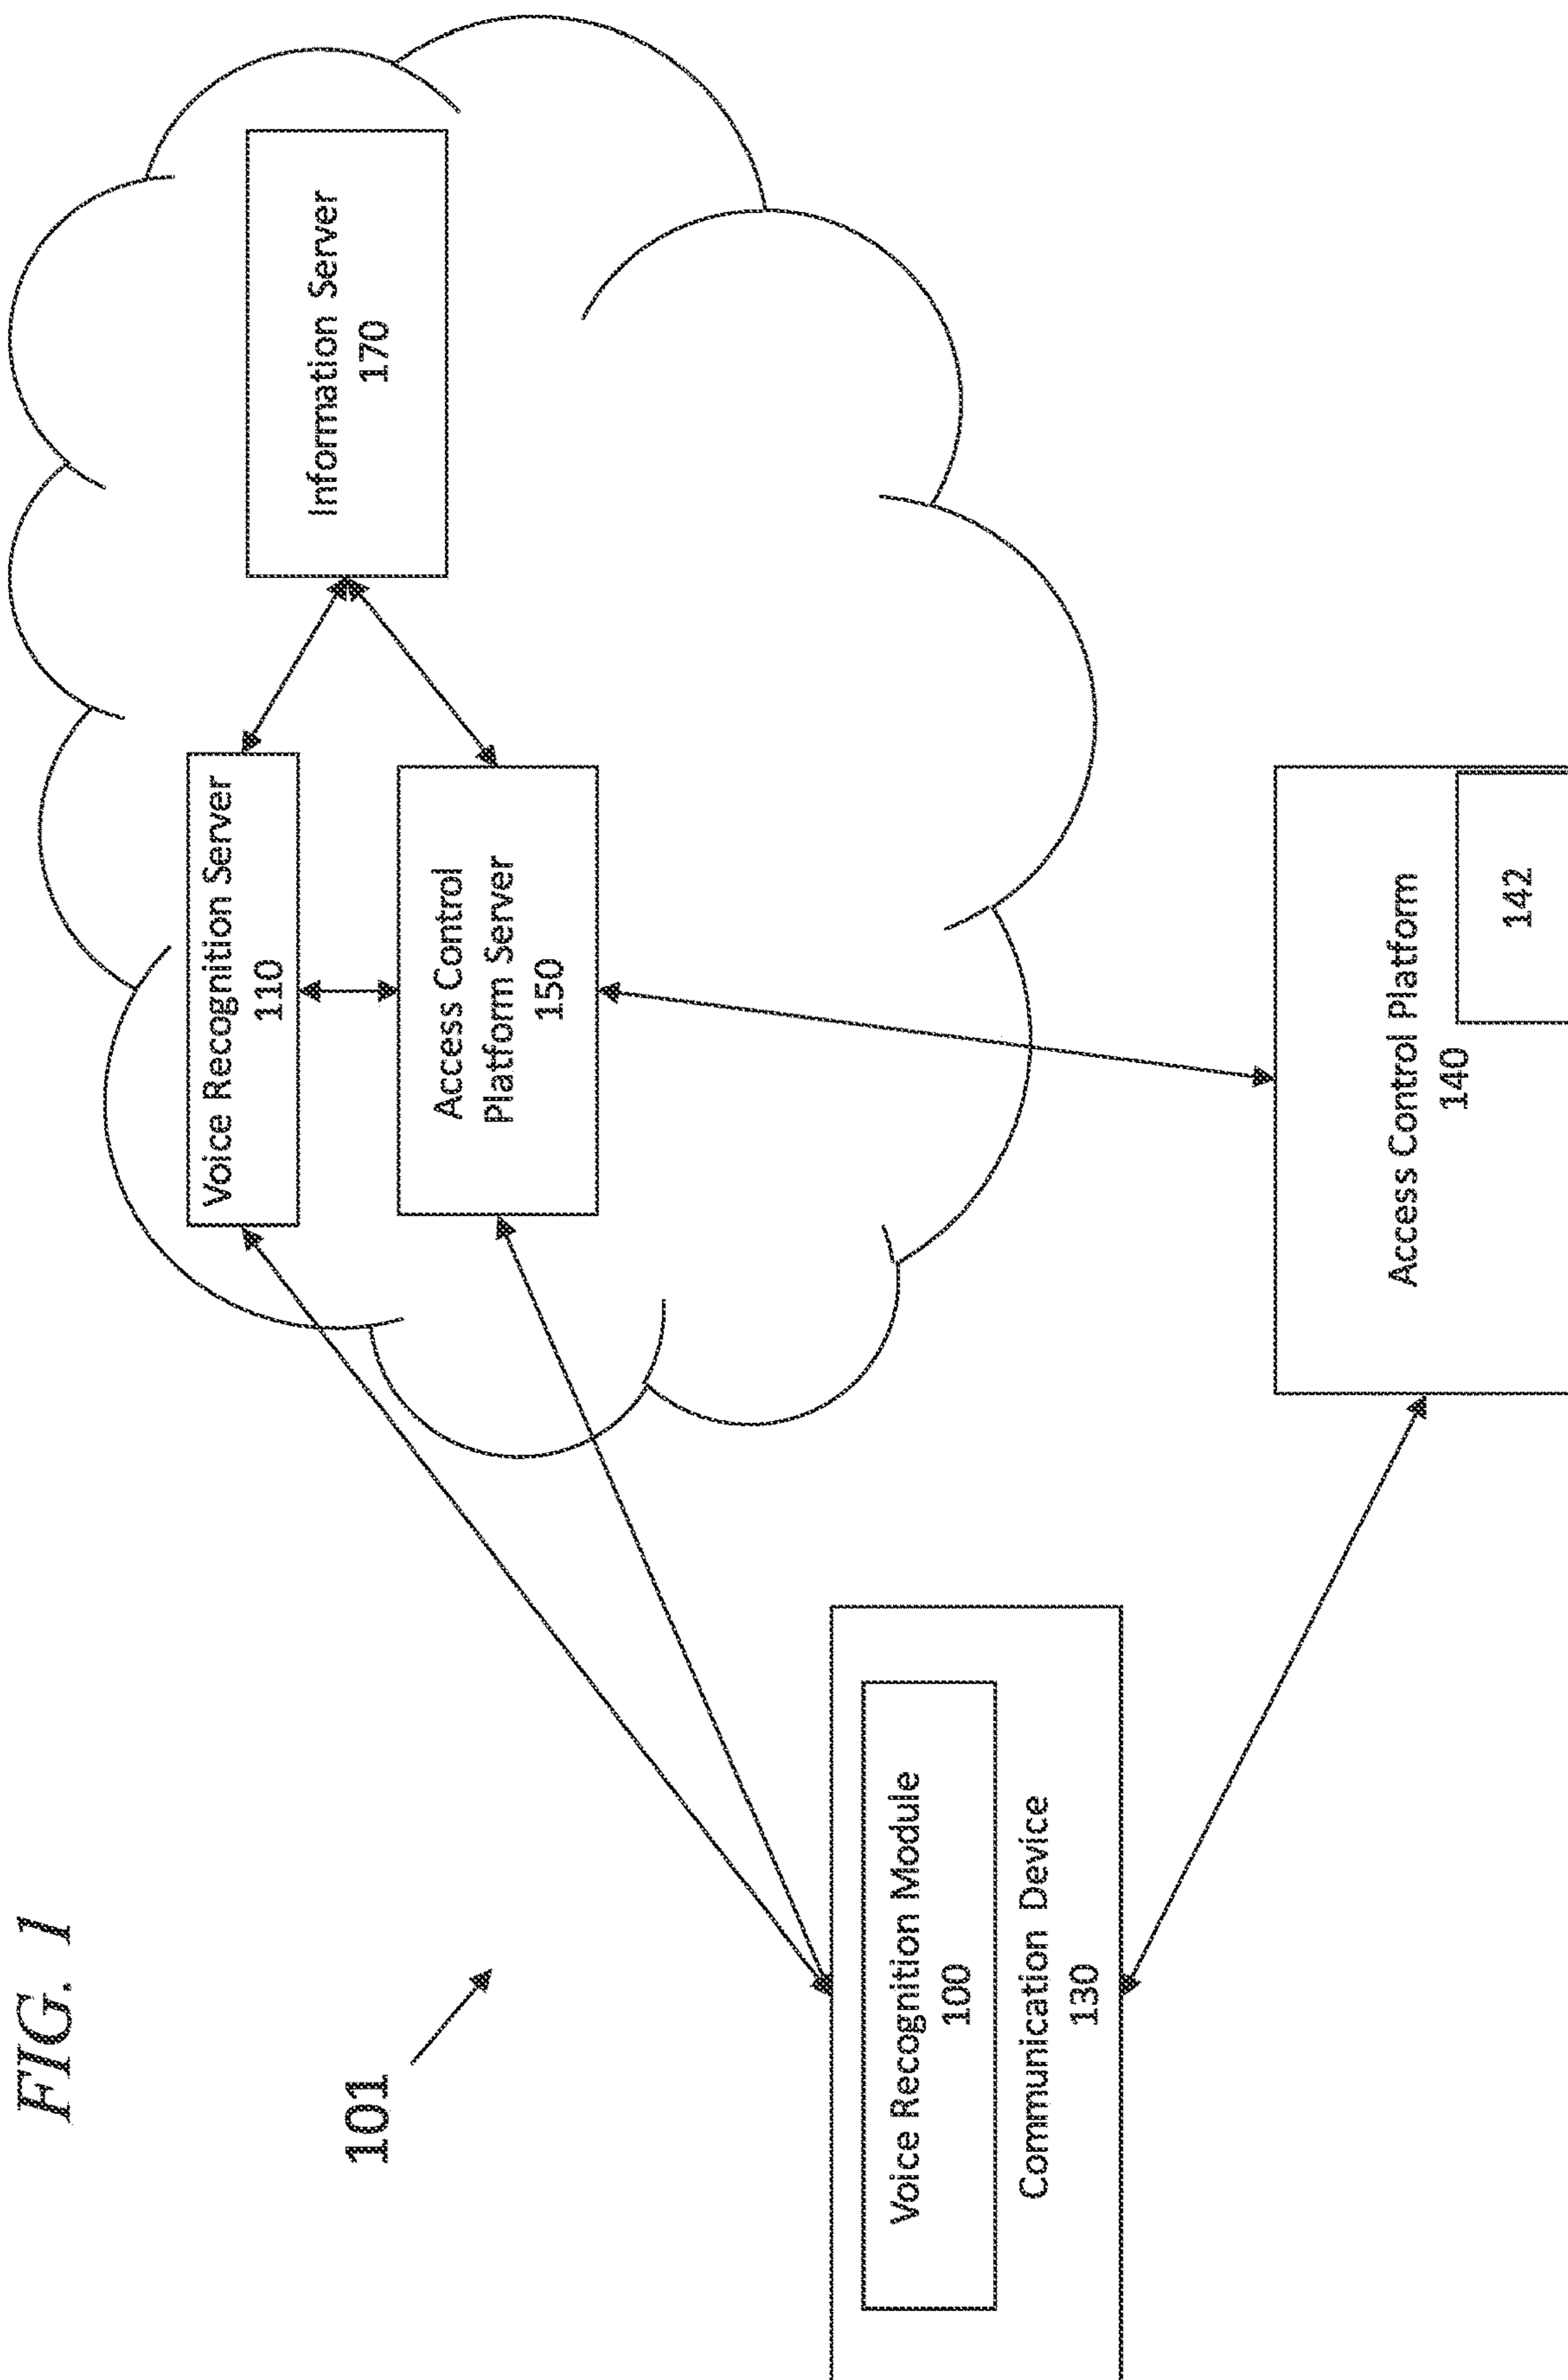 FIG. 1
101
Voice Recognition Server
110
Access Control
Platform Server
150
Information Server
170
Voice Recognition Module
100
Communication Device
130
Access Control Platform
140
142